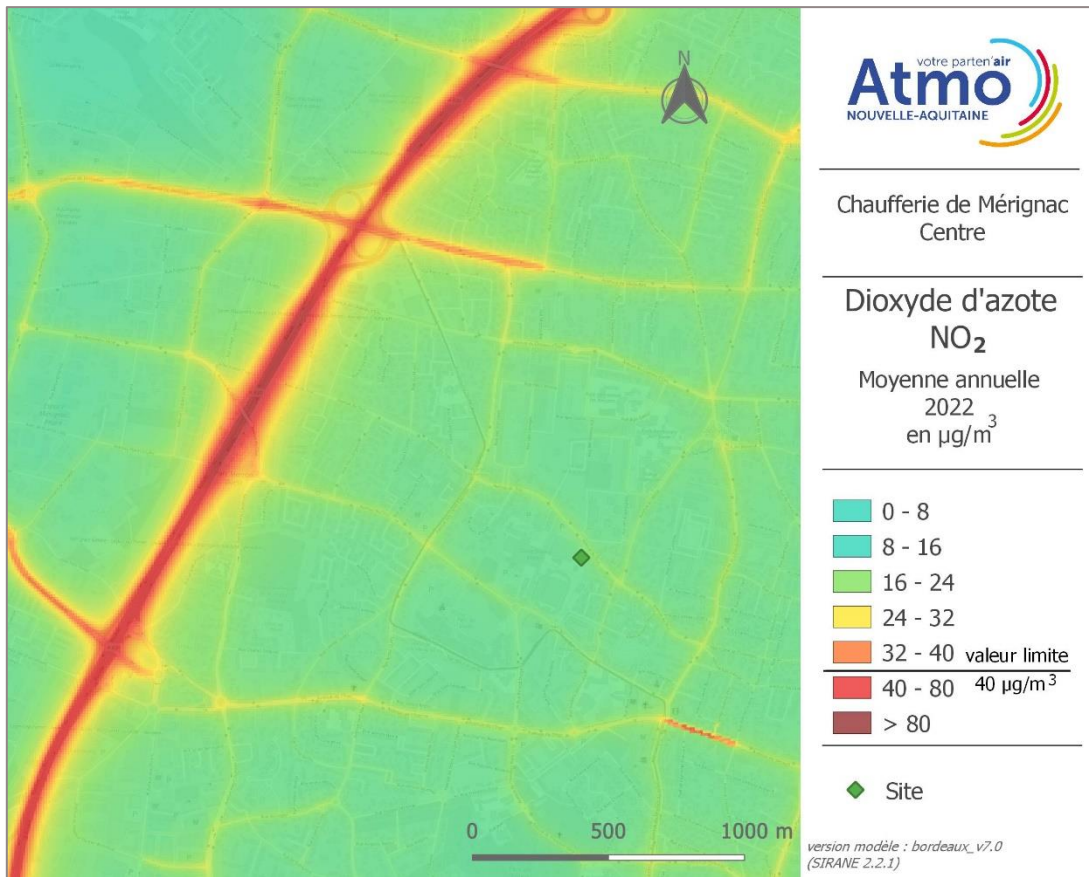 N
0 500 1000 m
votre parten'air
Atmo
NOUVELLE-AQUITAINE
Chaufferie de Mérignac
Centre
Dioxyde d'azote
NO₂
Moyenne annuelle
2022
en µg/m³
0 - 8
8 - 16
16 - 24
24 - 32
32 - 40 valeur limite
40 - 80 40 µg/m³
> 80
Site
version modèle : bordeaux_v7.0
(SIRANE 2.2.1)